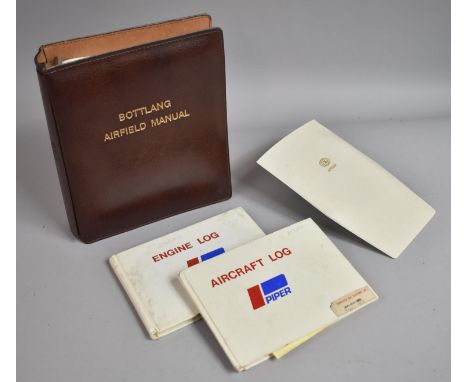 BOTTLANG
AIRFIELD MANUAL
ENGINE LOG
AIRCRAFT LOG
PIPER